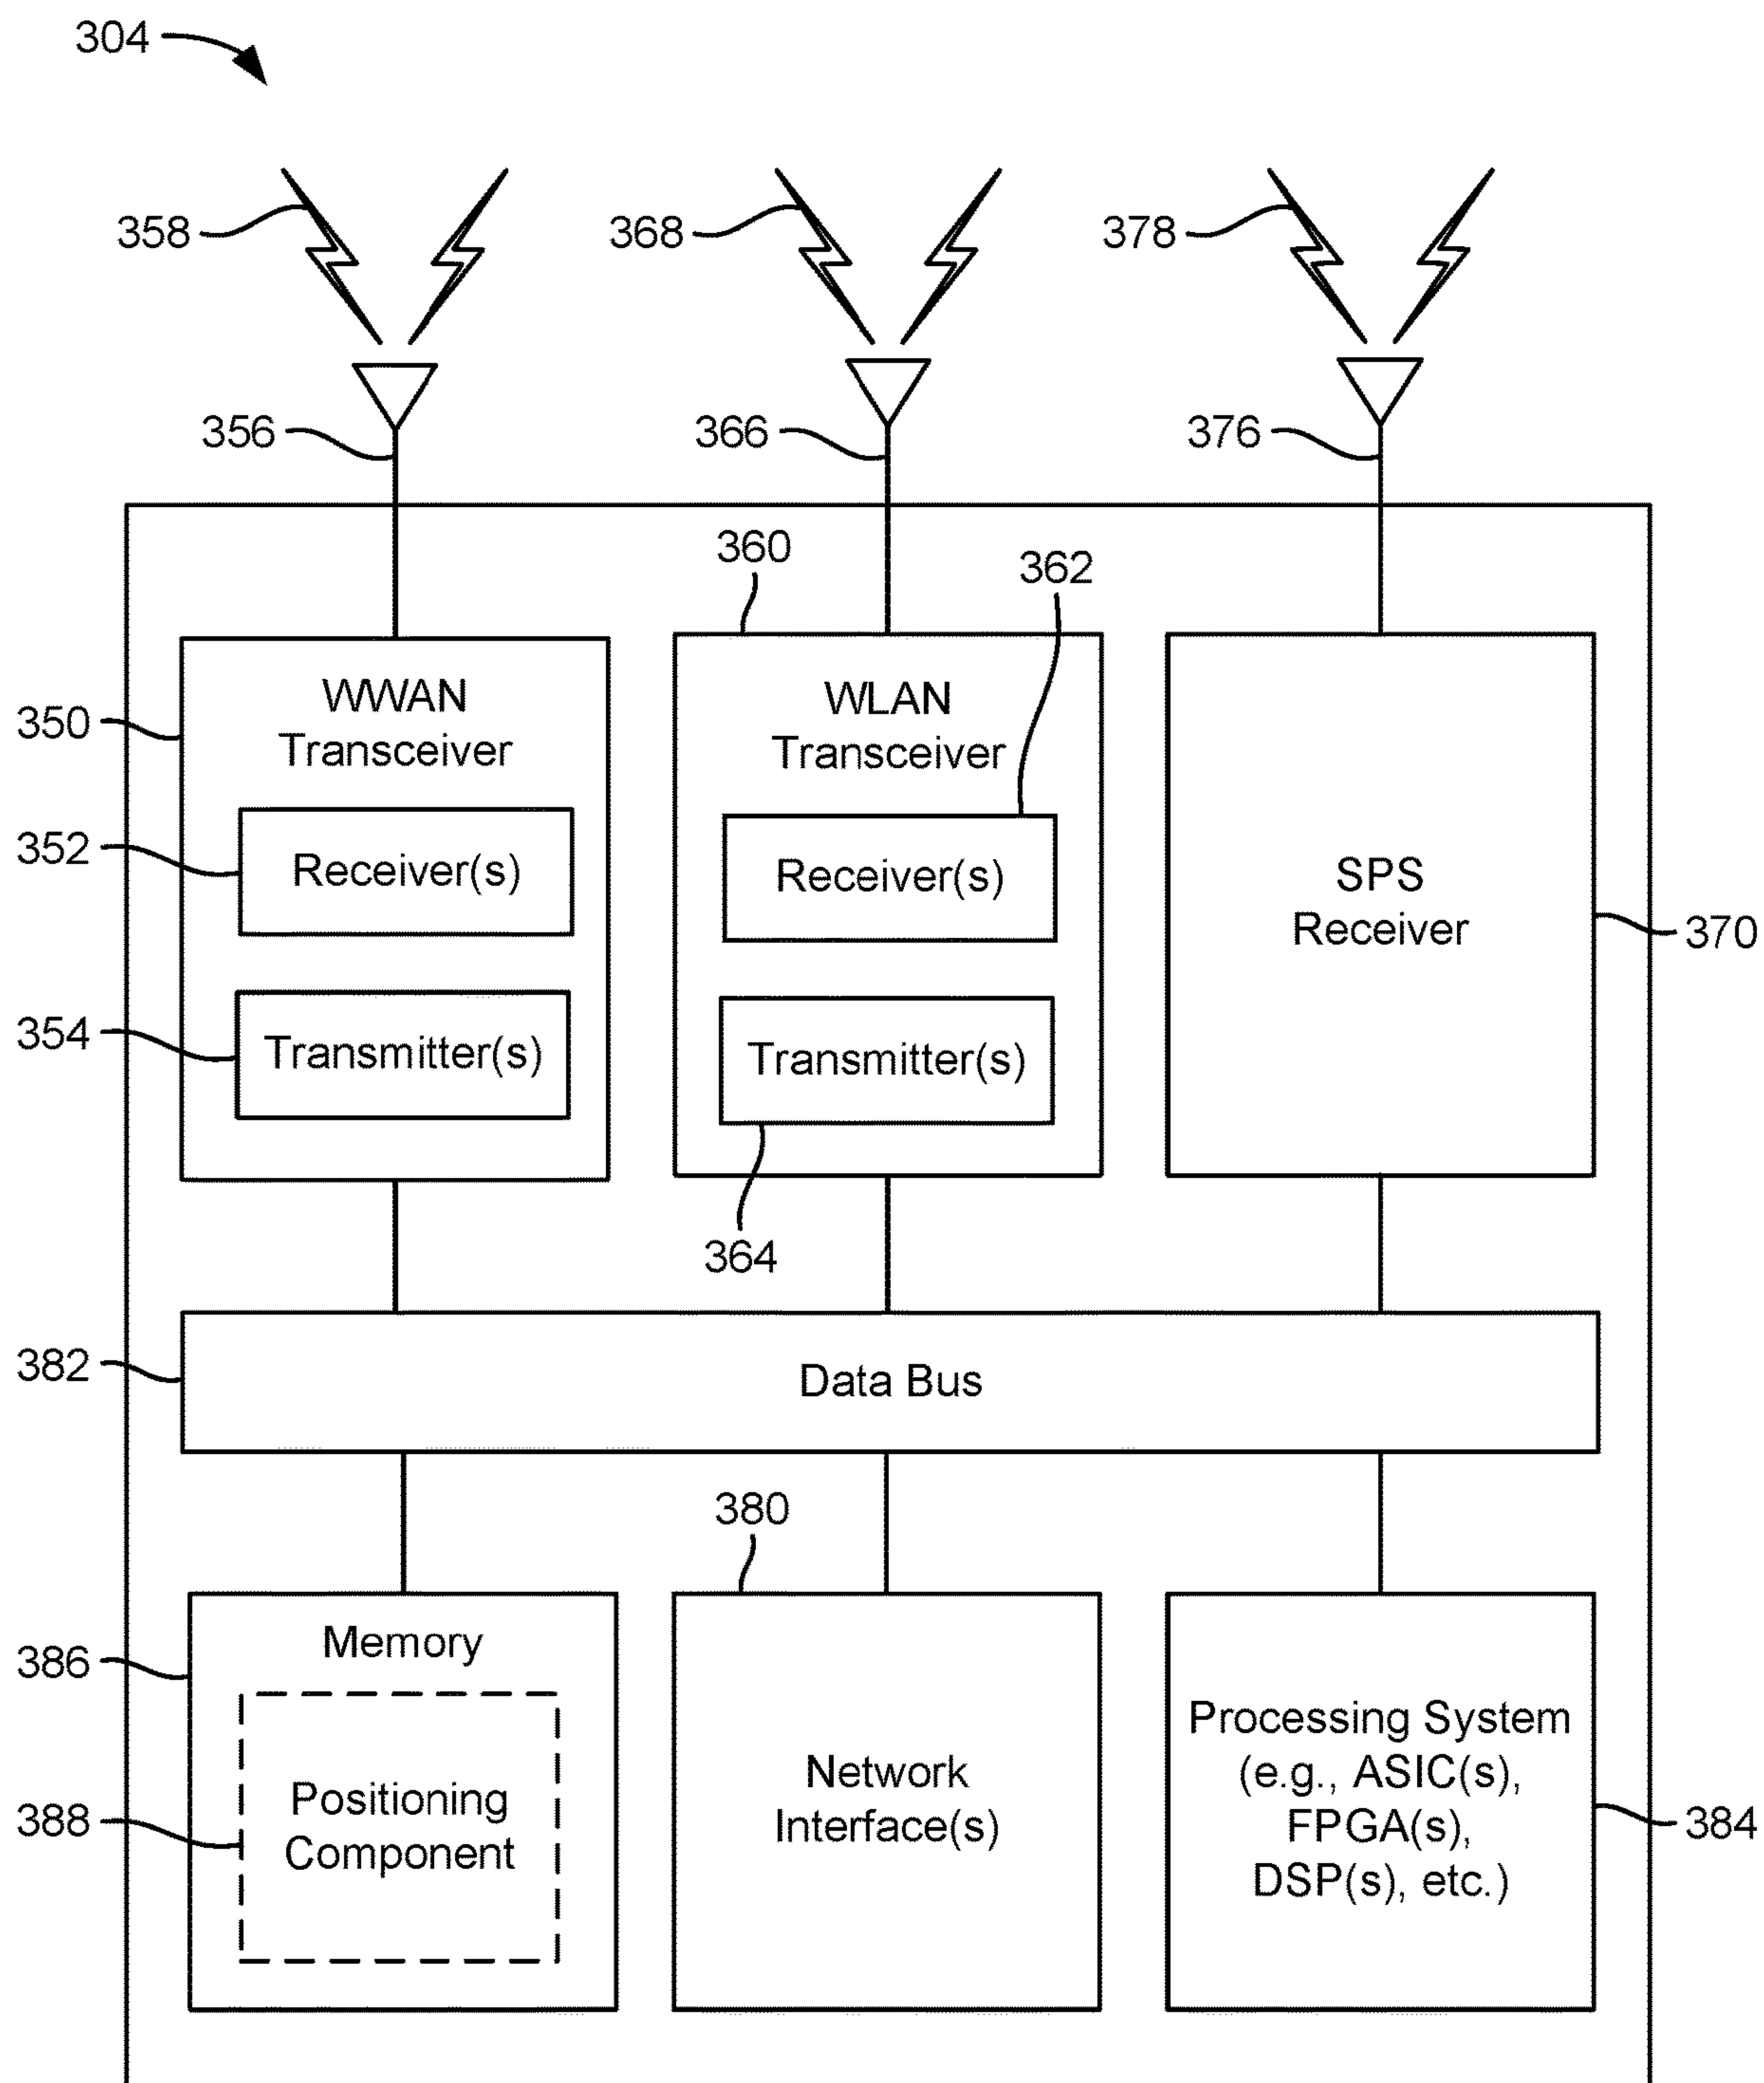 304
358
368
378
356
366
376
360
362
350
WWAN
Transceiver
WLAN
Transceiver
352
Receiver(s)
Receiver(s)
SPS
Receiver
370
354
Transmitter(s)
Transmitter(s)
364
382
Data Bus
380
386
Memory
388
Positioning
Component
Network
Interface(s)
Processing System
(e.g., ASIC(s),
FPGA(s),
DSP(s), etc.)
384